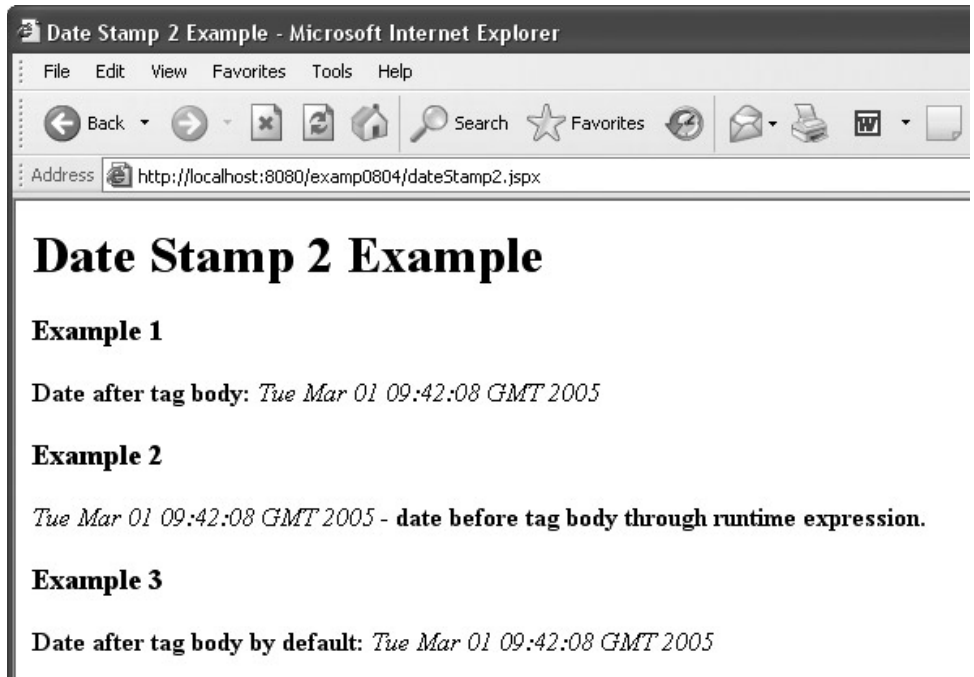 Date Stamp 2 Example - Microsoft Internet Explorer
File Edit View Favorites Tools Help
Back Search Favorites
Address http://localhost:8080/examp0804/dateStamp2.jspx
Date Stamp 2 Example
Example 1
Date after tag body: Tue Mar 01 09:42:08 GMT 2005
Example 2
Tue Mar 01 09:42:08 GMT 2005 - date before tag body through runtime expression.
Example 3
Date after tag body by default: Tue Mar 01 09:42:08 GMT 2005